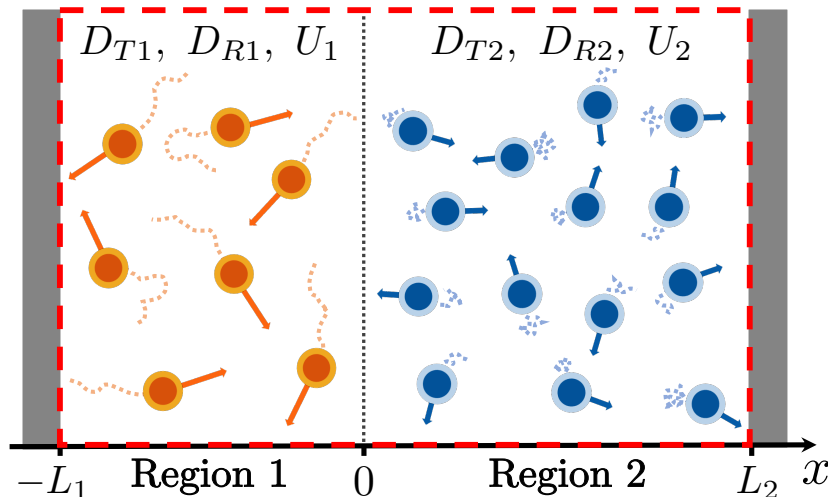 D_{T1}, D_{R1}, U_1 D_{T2}, D_{R2}, U_2
−L_1 Region 1 0 Region 2 L_2 x